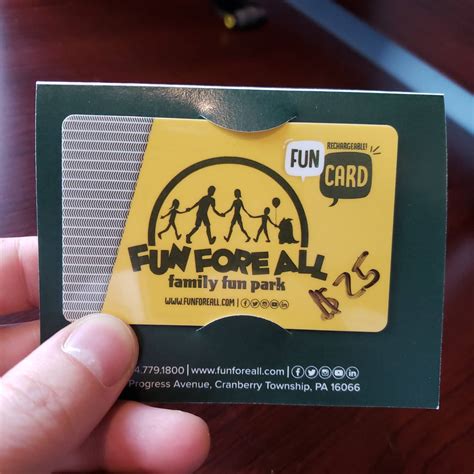 RECHARGEABLE!
FUN
CARD
FUN FORE ALL
family fun park
WWW.FUNFOREALL.COM |
$25
4.779.1800 | www.funforeall.com |
Progress Avenue, Cranberry Township, PA 16066